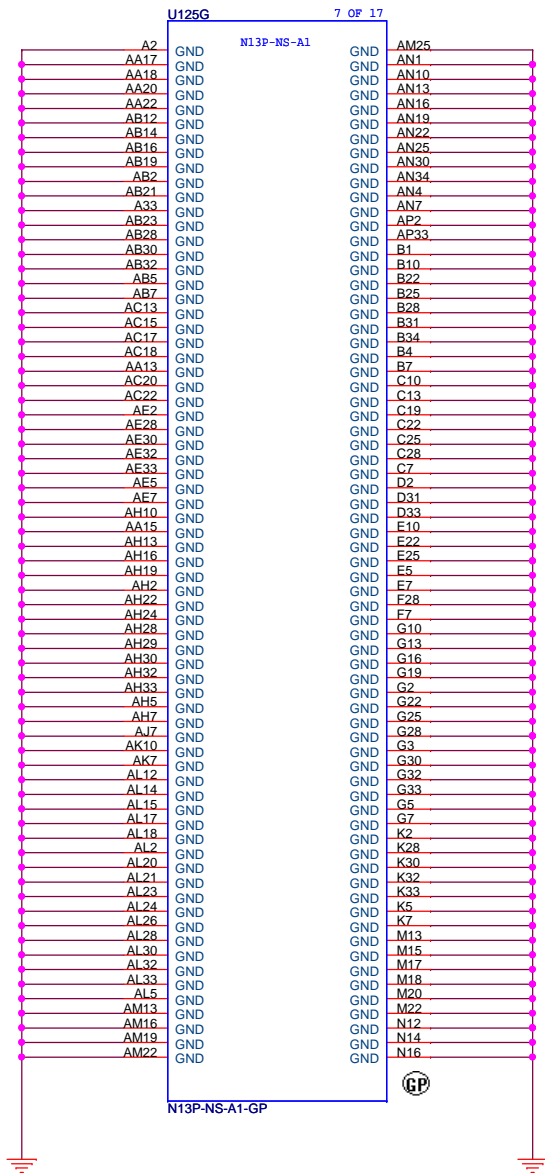 U125G 7 OF 17
N13P-NS-A1
A2 GND GND AM25
AA17 GND GND AN1
AA18 GND GND AN10
AA20 GND GND AN13
AA22 GND GND AN16
AB12 GND GND AN19
AB14 GND GND AN22
AB16 GND GND AN25
AB19 GND GND AN30
AB2 GND GND AN34
AB21 GND GND AN4
A33 GND GND AN7
AB23 GND GND AP2
AB28 GND GND AP33
AB30 GND GND B1
AB32 GND GND B10
AB5 GND GND B22
AB7 GND GND B25
AC13 GND GND B28
AC15 GND GND B31
AC17 GND GND B34
AC18 GND GND B4
AA13 GND GND B7
AC20 GND GND C10
AC22 GND GND C13
AE2 GND GND C19
AE28 GND GND C22
AE30 GND GND C25
AE32 GND GND C28
AE33 GND GND C7
AE5 GND GND D2
AE7 GND GND D31
AH10 GND GND D33
AA15 GND GND E10
AH13 GND GND E22
AH16 GND GND E25
AH19 GND GND E5
AH2 GND GND E7
AH22 GND GND F28
AH24 GND GND F7
AH28 GND GND G10
AH29 GND GND G13
AH30 GND GND G16
AH32 GND GND G19
AH33 GND GND G2
AH5 GND GND G22
AH7 GND GND G25
AJ7 GND GND G28
AK10 GND GND G3
AK7 GND GND G30
AL12 GND GND G32
AL14 GND GND G33
AL15 GND GND G5
AL17 GND GND G7
AL18 GND GND K2
AL2 GND GND K28
AL20 GND GND K30
AL21 GND GND K32
AL23 GND GND K33
AL24 GND GND K5
AL26 GND GND K7
AL28 GND GND M13
AL30 GND GND M15
AL32 GND GND M17
AL33 GND GND M18
AL5 GND GND M20
AM13 GND GND M22
AM16 GND GND N12
AM19 GND GND N14
AM22 GND GND N16
GP
N13P-NS-A1-GP